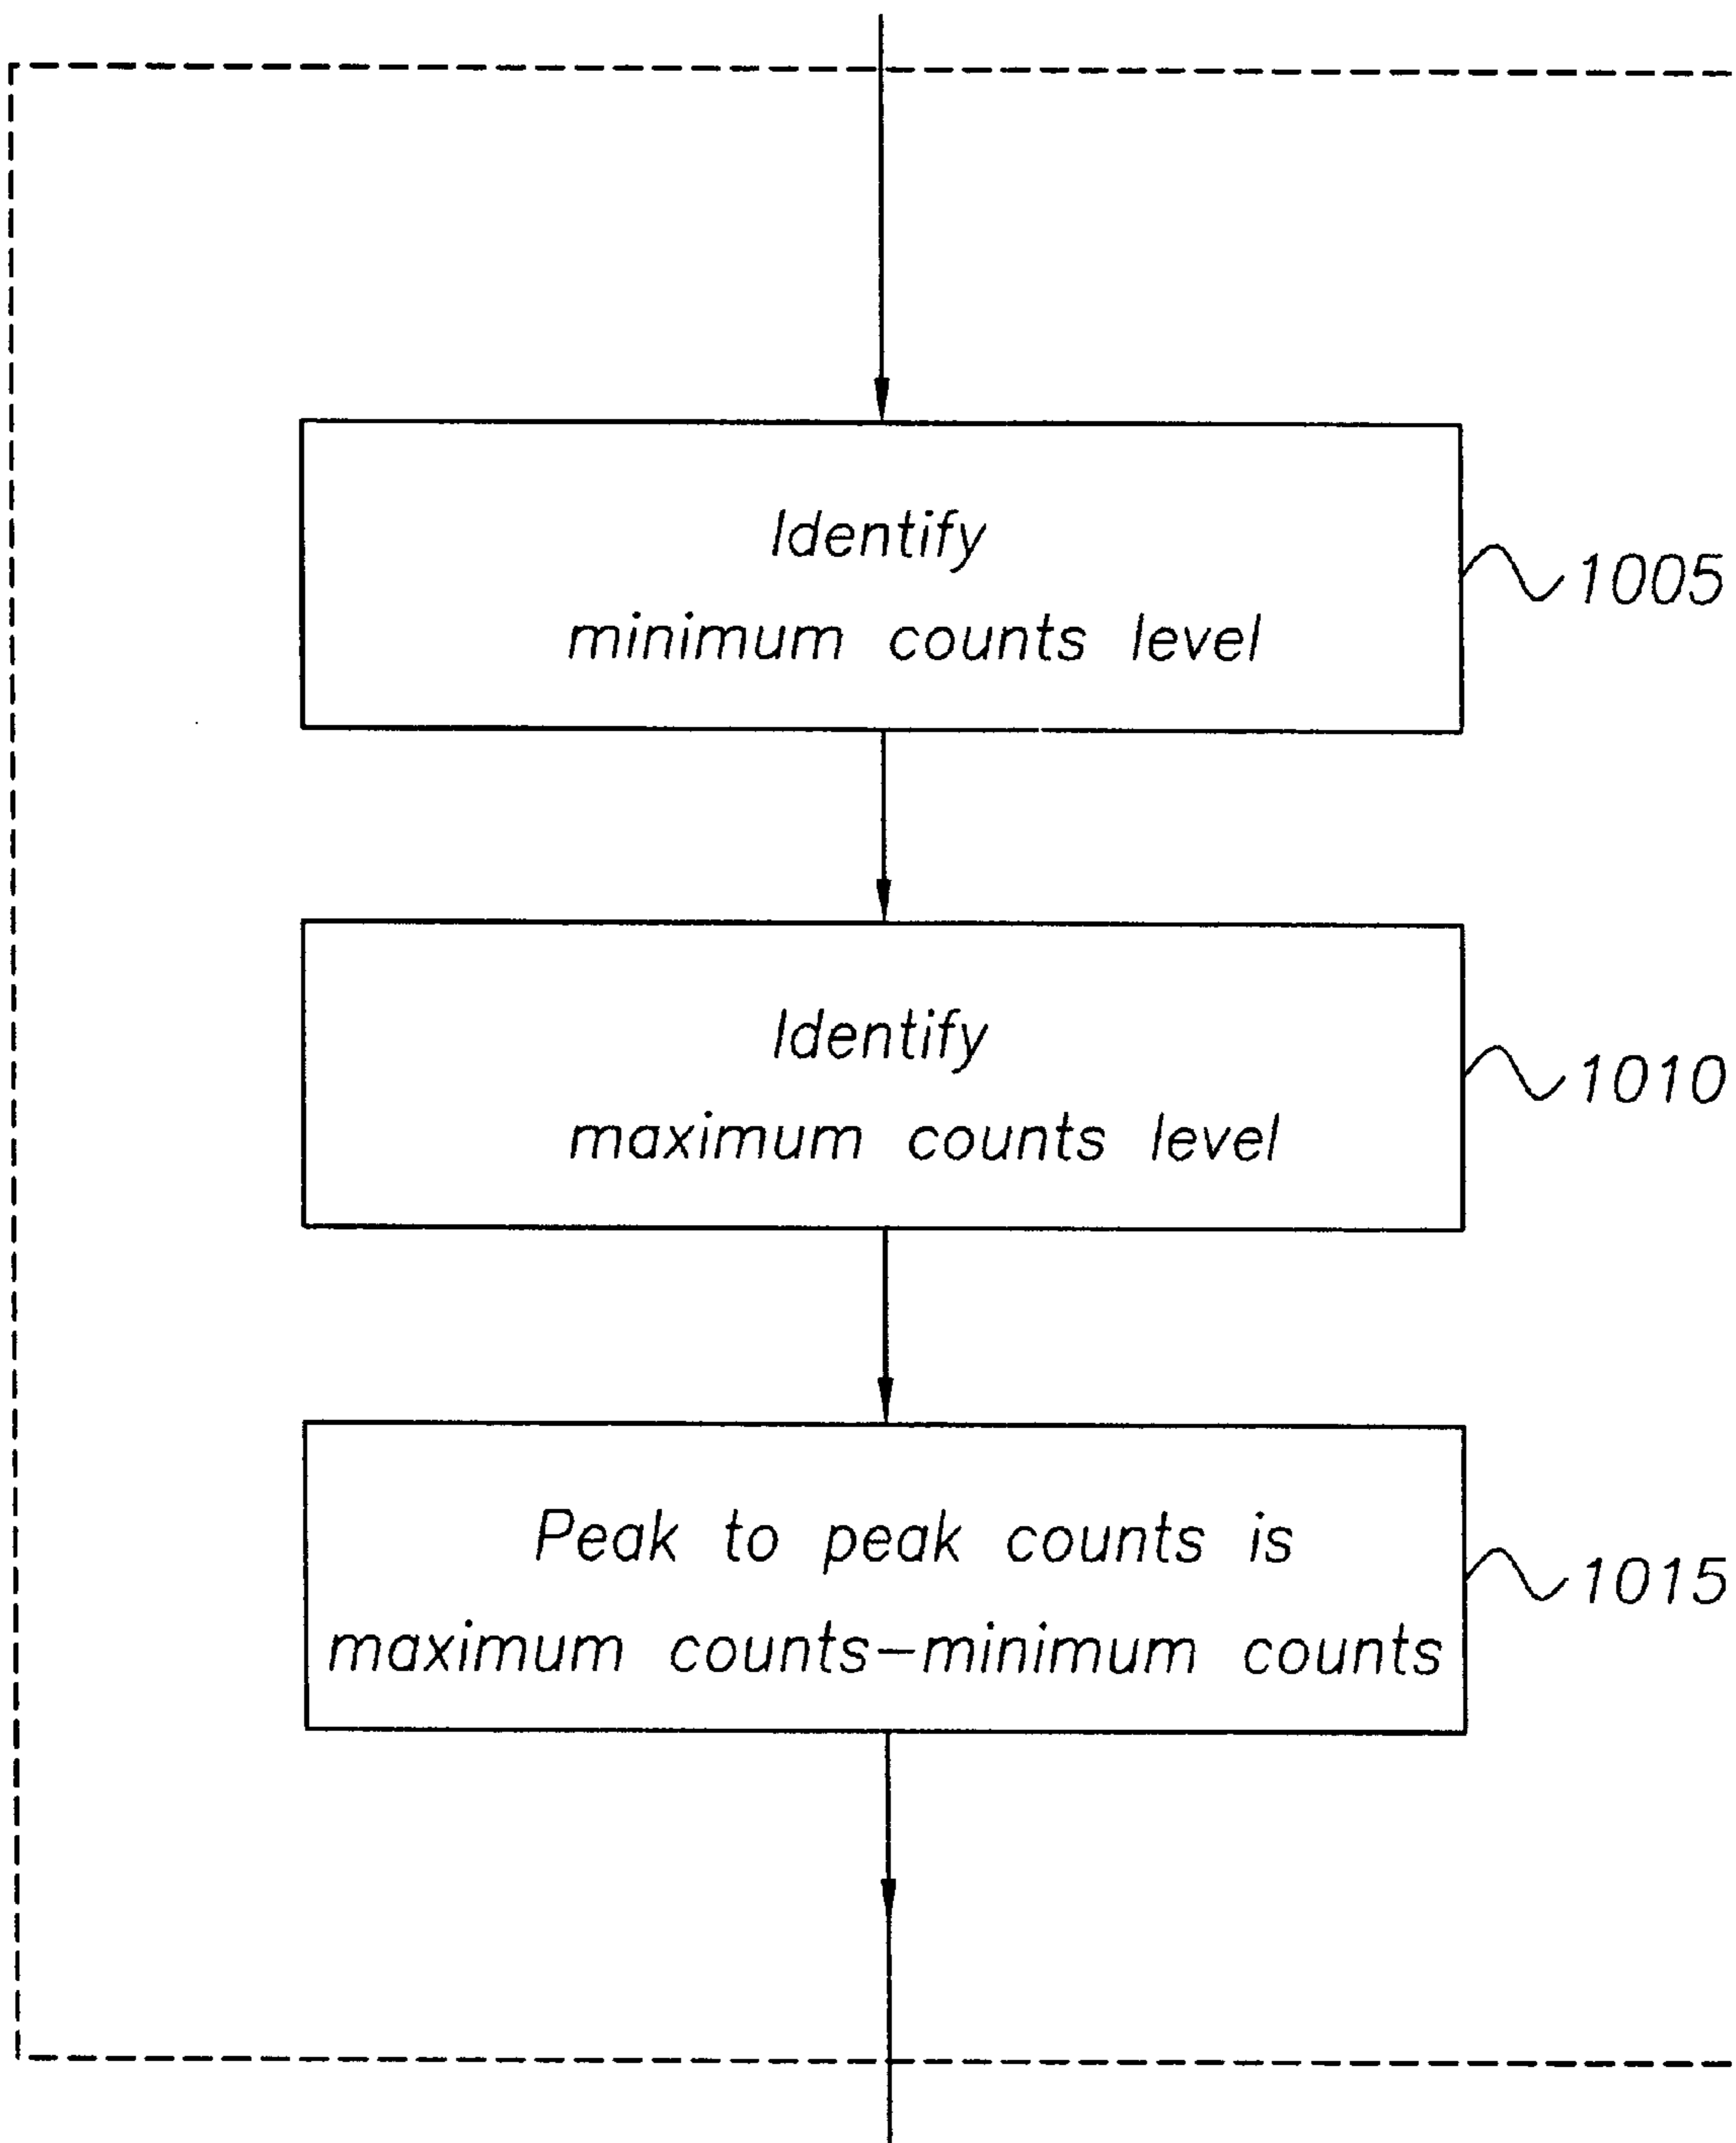 Identify
minimum counts level
1005
Identify
maximum counts level
1010
Peak to peak counts is
maximum counts–minimum counts
1015